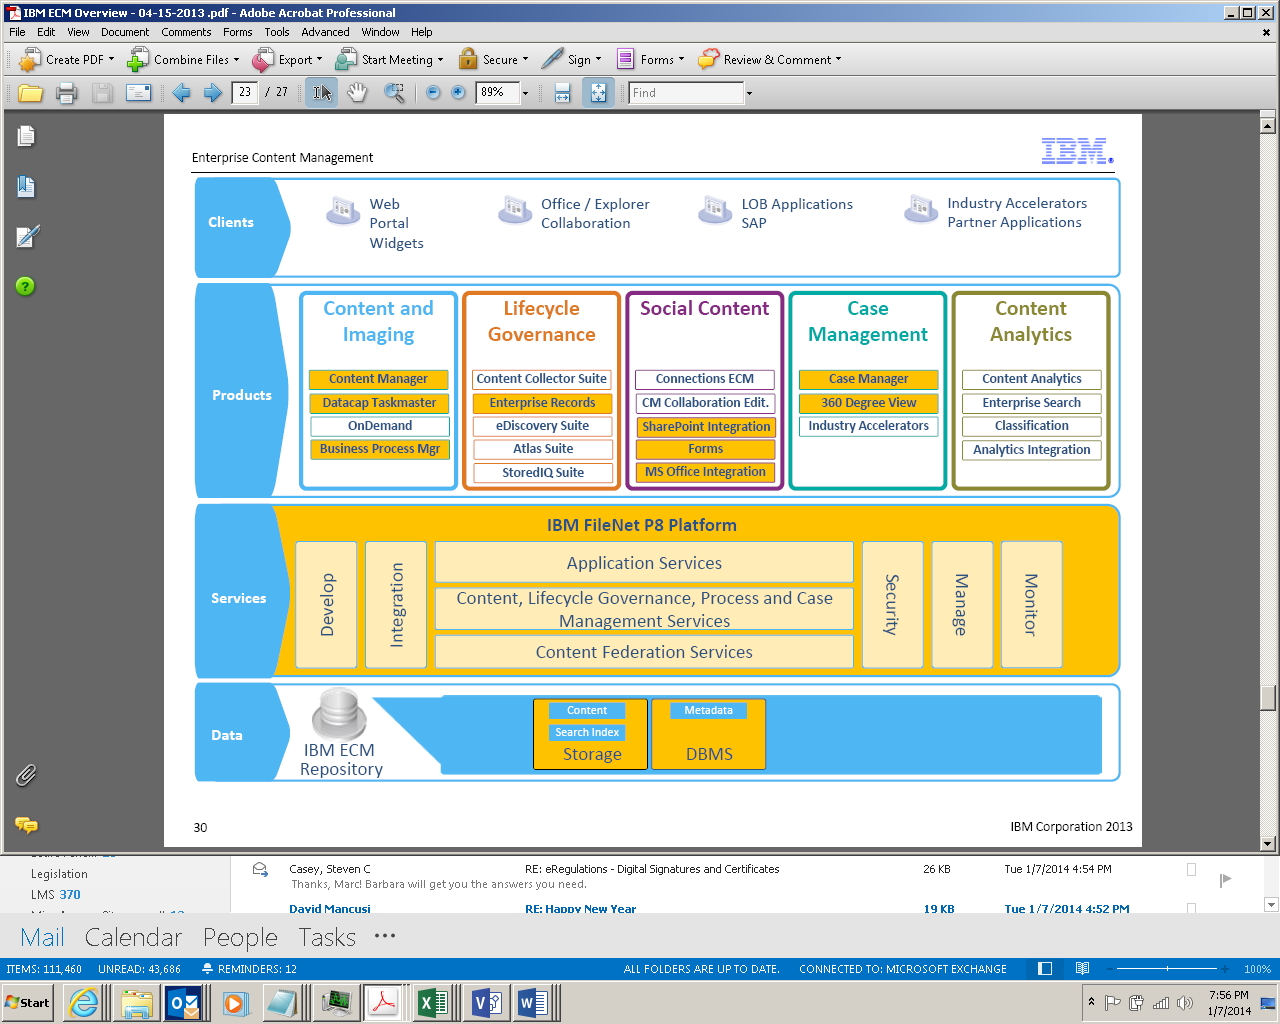 IBM ECM Overview - 04-15-2013 .pdf - Adobe Acrobat Professional
File Edit View Document Comments Forms Tools Advanced Window Help
Create PDF Combine Files Export Start Meeting Secure Sign Forms Review & Comment
23 / 27 89% Find
Enterprise Content Management
IBM.
Clients
Web
Portal
Widgets
Office / Explorer
Collaboration
LOB Applications
SAP
Industry Accelerators
Partner Applications
Products
Content and
Imaging
Content Manager
Datacap Taskmaster
OnDemand
Business Process Mgr
Lifecycle
Governance
Content Collector Suite
Enterprise Records
eDiscovery Suite
Atlas Suite
StoredIQ Suite
Social Content
Connections ECM
CM Collaboration Edit.
SharePoint Integration
Forms
MS Office Integration
Case
Management
Case Manager
360 Degree View
Industry Accelerators
Content
Analytics
Content Analytics
Enterprise Search
Classification
Analytics Integration
Services
IBM FileNet P8 Platform
Develop
Integration
Application Services
Content, Lifecycle Governance, Process and Case
Management Services
Content Federation Services
Security
Manage
Monitor
Data
IBM ECM
Repository
Content
Search Index
Storage
Metadata
DBMS
30
IBM Corporation 2013
Legislation
LMS 370
Casey, Steven C RE: eRegulations - Digital Signatures and Certificates 26 KB Tue 1/7/2014 4:54 PM
Thanks, Marc! Barbara will get you the answers you need.
David Mancusi RE: Happy New Year 19 KB Tue 1/7/2014 4:52 PM
Mail Calendar People Tasks •••
ITEMS: 111,460 UNREAD: 43,686 REMINDERS: 12 ALL FOLDERS ARE UP TO DATE. CONNECTED TO: MICROSOFT EXCHANGE 100%
Start
7:56 PM
1/7/2014